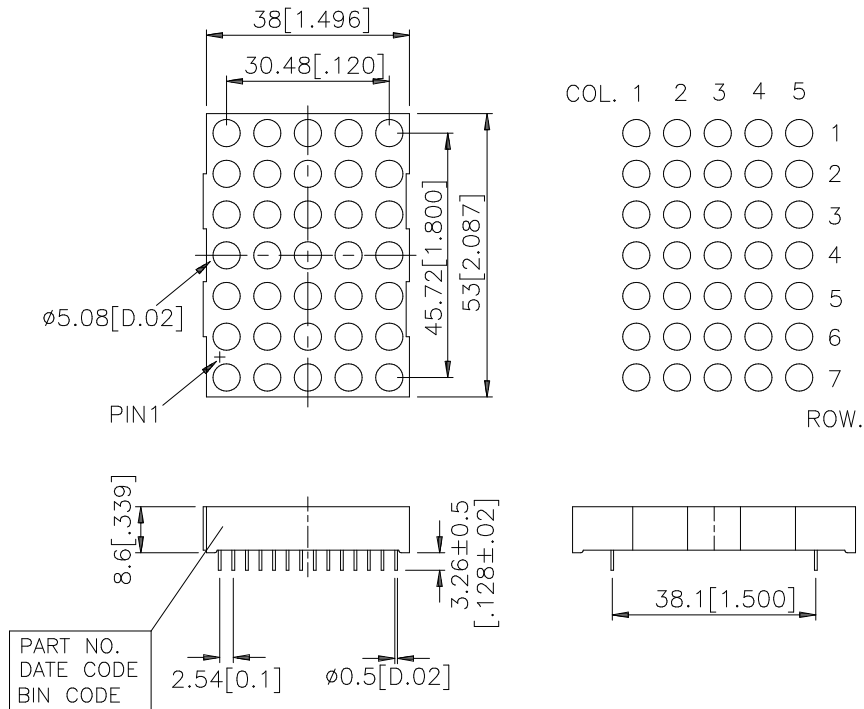 38[1.496]
30.48[.120]
COL. 1 2 3 4 5
1
2
3
4
5
6
7
ROW.
45.72[1.800]
53[2.087]
ø5.08[D.02]
PIN1
8.6[.339]
3.26±0.5
[.128±.02]
38.1[1.500]
PART NO.
DATE CODE
BIN CODE
2.54[0.1]
ø0.5[D.02]